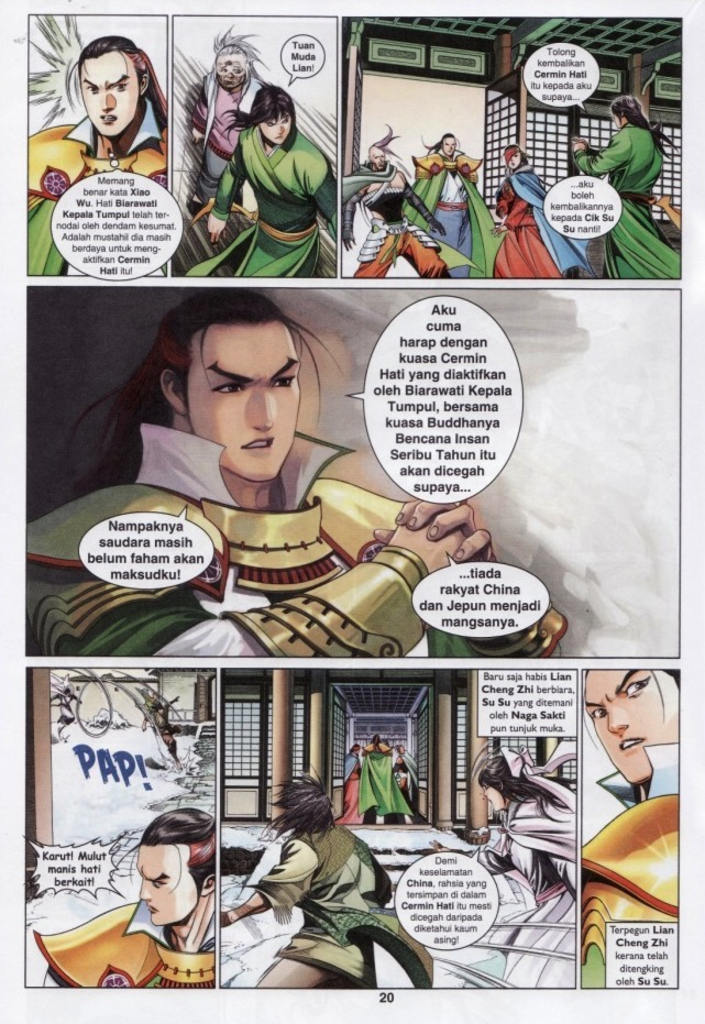 Memang
benar kata Xiao
Wu. Hati Biarawati
Kepala Tumpul telah ter-
nodai oleh dendam kesumat.
Adalah mustahil dia masih
berdaya untuk meng-
aktifkan Cermin
Hati itu!
Tuan
Muda
Lian!
Tolong
kembalikan
Cermin Hati
itu kepada aku
supaya...
...aku
boleh
kembalikannya
kepada Cik Su
Su nanti!
Aku
cuma
harap dengan
kuasa Cermin
Hati yang diaktifkan
oleh Biarawati Kepala
Tumpul, bersama
kuasa Buddhanya
Bencana Insan
Seribu Tahun itu
akan dicegah
supaya...
Nampaknya
saudara masih
belum faham akan
maksudku!
...tiada
rakyat China
dan Jepun menjadi
mangsanya.
PAP!
Karut! Mulut
manis hati
berkait!
Baru saja habis Lian
Cheng Zhi berbiara,
Su Su yang ditemani
oleh Naga Sakti
pun tunjuk muka.
Demi
keselamatan
China, rahsia yang
tersimpan di dalam
Cermin Hati itu mesti
dicegah daripada
diketahui kuasa
asing!
Terpegun Lian
Cheng Zhi
kerana telah
ditengking
oleh Su Su.
20